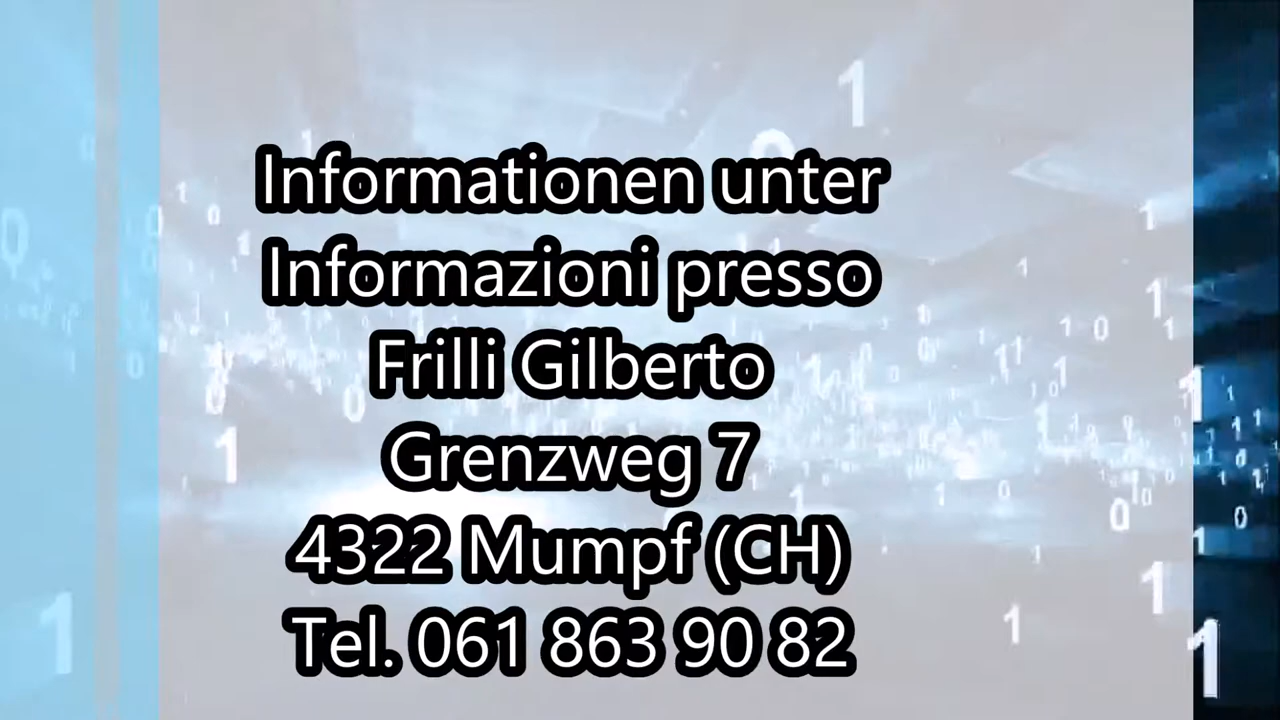 Informationen unter
Informazioni presso
Frilli Gilberto
Grenzweg 7
4322 Mumpf (CH)
Tel. 061 863 90 82